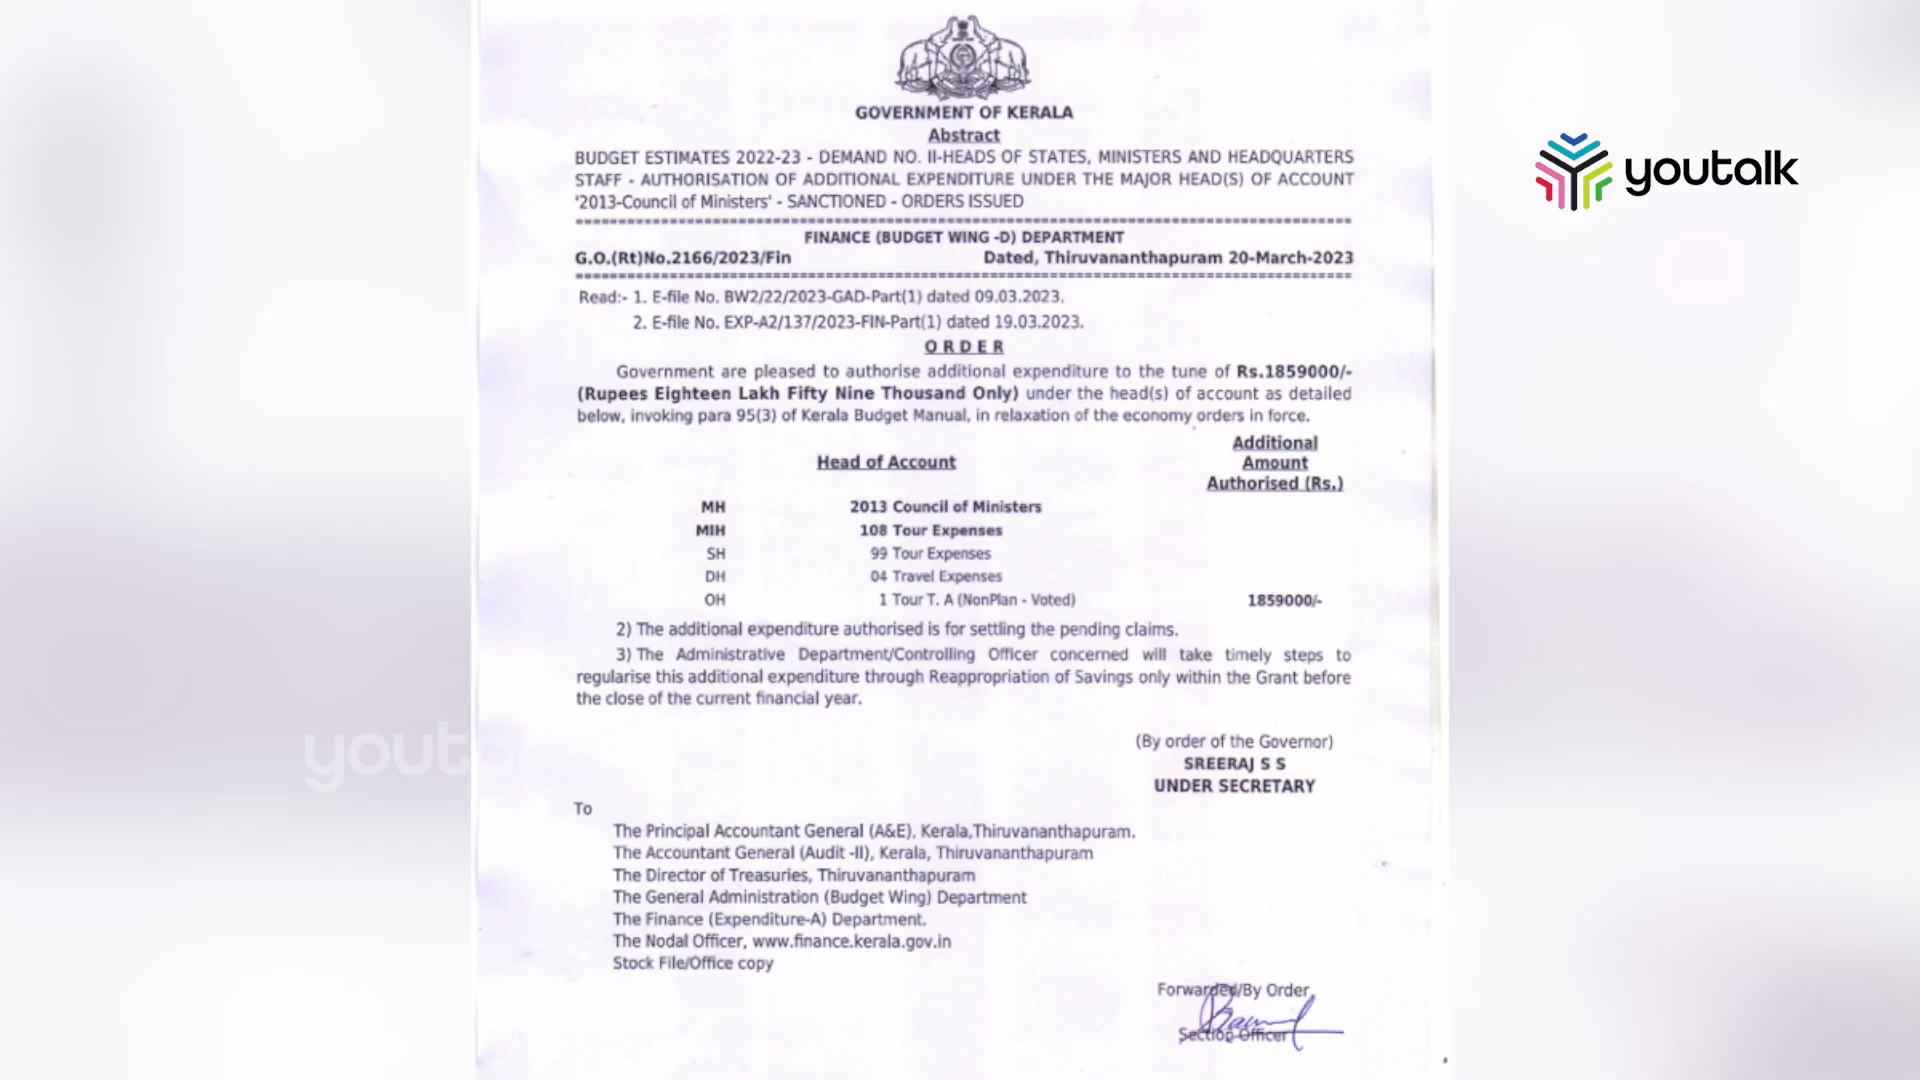 GOVERNMENT OF KERALA
Abstract
BUDGET ESTIMATES 2022-23 - DEMAND NO. II-HEADS OF STATES, MINISTERS AND HEADQUARTERS
STAFF - AUTHORISATION OF ADDITIONAL EXPENDITURE UNDER THE MAJOR HEAD(S) OF ACCOUNT
'2013-Council of Ministers' - SANCTIONED - ORDERS ISSUED
FINANCE (BUDGET WING -D) DEPARTMENT
G.O.(Rt)No.2166/2023/Fin Dated, Thiruvananthapuram 20-March-2023
Read:- 1. E-file No. BW2/22/2023-GAD-Part(1) dated 09.03.2023.
2. E-file No. EXP-A2/137/2023-FIN-Part(1) dated 19.03.2023.
O R D E R
Government are pleased to authorise additional expenditure to the tune of Rs.1859000/-
(Rupees Eighteen Lakh Fifty Nine Thousand Only) under the head(s) of account as detailed
below, invoking para 95(3) of Kerala Budget Manual, in relaxation of the economy orders in force.
Head of Account
Additional
Amount
Authorised (Rs.)
MH 2013 Council of Ministers
MIH 108 Tour Expenses
SH 99 Tour Expenses
DH 04 Travel Expenses
OH 1 Tour T. A (NonPlan - Voted) 1859000/-
2) The additional expenditure authorised is for settling the pending claims.
3) The Administrative Department/Controlling Officer concerned will take timely steps to
regularise this additional expenditure through Reappropriation of Savings only within the Grant before
the close of the current financial year.
(By order of the Governor)
SREERAJ S S
UNDER SECRETARY
To
The Principal Accountant General (A&E), Kerala,Thiruvananthapuram.
The Accountant General (Audit -II), Kerala, Thiruvananthapuram
The Director of Treasuries, Thiruvananthapuram
The General Administration (Budget Wing) Department
The Finance (Expenditure-A) Department.
The Nodal Officer, www.finance.kerala.gov.in
Stock File/Office copy
Forwarded/By Order,
Section Officer
youtalk
youtalk